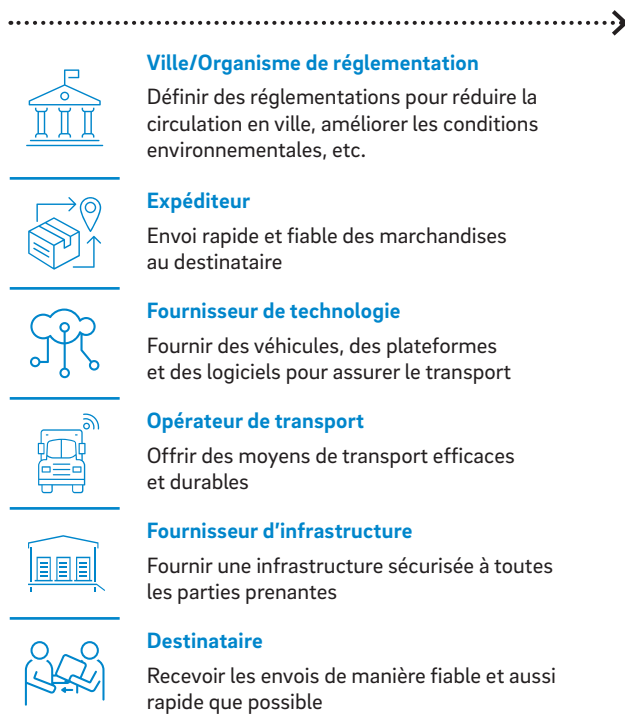 Ville/Organisme de réglementation
Définir des réglementations pour réduire la
circulation en ville, améliorer les conditions
environnementales, etc.
Expéditeur
Envoi rapide et fiable des marchandises
au destinataire
Fournisseur de technologie
Fournir des véhicules, des plateformes
et des logiciels pour assurer le transport
Opérateur de transport
Offrir des moyens de transport efficaces
et durables
Fournisseur d’infrastructure
Fournir une infrastructure sécurisée à toutes
les parties prenantes
Destinataire
Recevoir les envois de manière fiable et aussi
rapide que possible